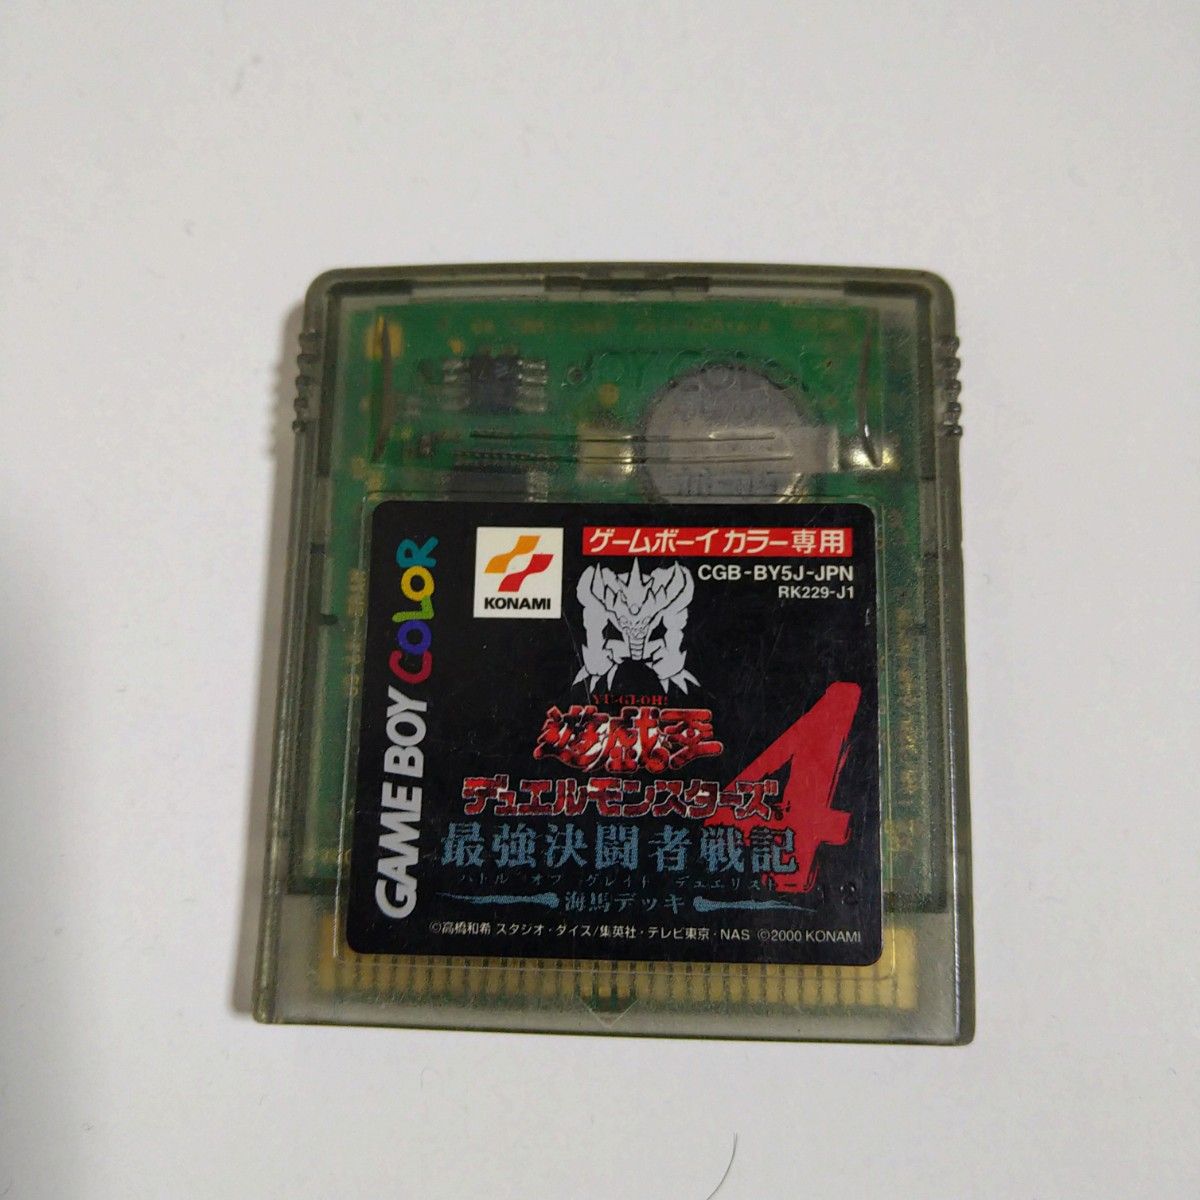 BOY COLOR
ゲームボーイカラー専用
CGB-BY5J-JPN
RK229-J1
KONAMI
GAME BOY COLOR
YU-GI-OH!
遊戯王
デュエルモンスターズ
4
最強決闘者戦記
バトル オブ グレイト デュエリスト
海馬デッキ
©高橋和希 スタジオ・ダイス/集英社・テレビ東京・NAS ©2000 KONAMI